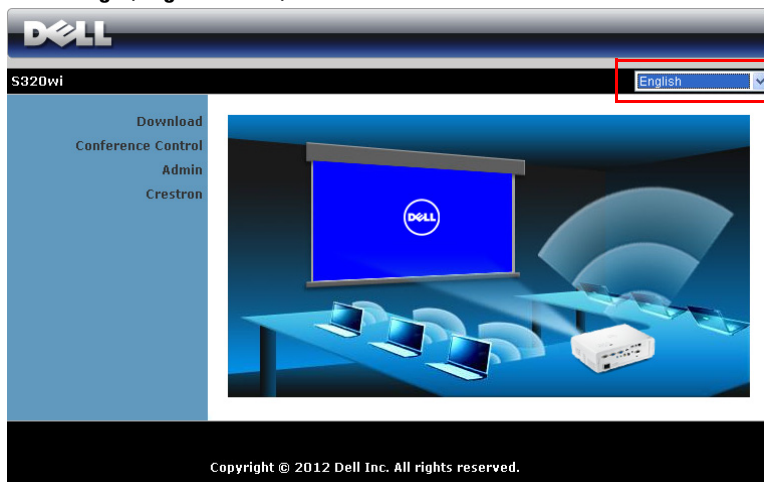 DELL
S320wi
English
Download
Conference Control
Admin
Crestron
DELL
Copyright © 2012 Dell Inc. All rights reserved.